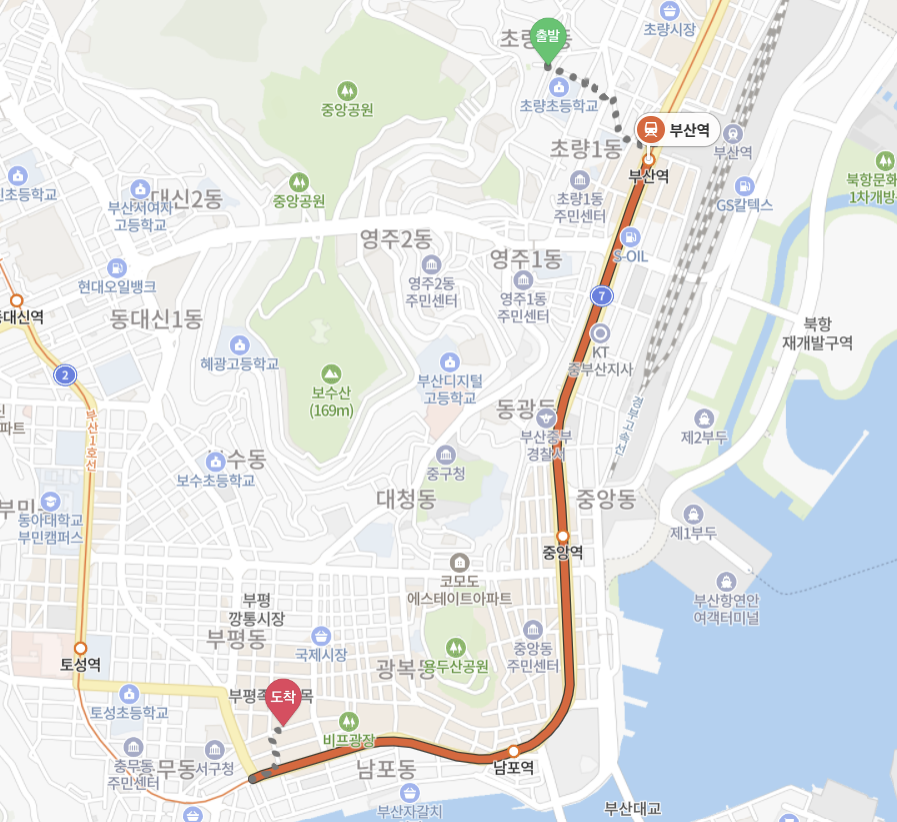 초량시장
출발
초량초등학교
중앙공원
부산역
초량1동
부산역
부산역
북항문화
1차개방
초량1동
주민센터
GS칼텍스
중앙공원
부산서여자
고등학교
대신2동
초등학교
영주2동
S-OIL
영주1동
영주2동
주민센터
영주1동
주민센터
현대오일뱅크
7
대신역
동대신1동
북항
재개발구역
KT
중부산지사
혜광고등학교
2
부산디지털
고등학교
보수산
(169m)
부산1호선
경부고속선
동광동
부산중부
경찰서
제2부두
파트
수동
보수초등학교
중구청
대청동
중앙동
부민
동아대학교
부민캠퍼스
제1부두
중앙역
코모도
에스테이트아파트
부산항연안
여객터미널
부평
깡통시장
부평동
국제시장
중앙동
주민센터
토성역
광복동
용두산공원
도착
토성초등학교
비프광장
충무동
주민센터
무동
서구청
남포동
남포역
부산자갈치
부산대교